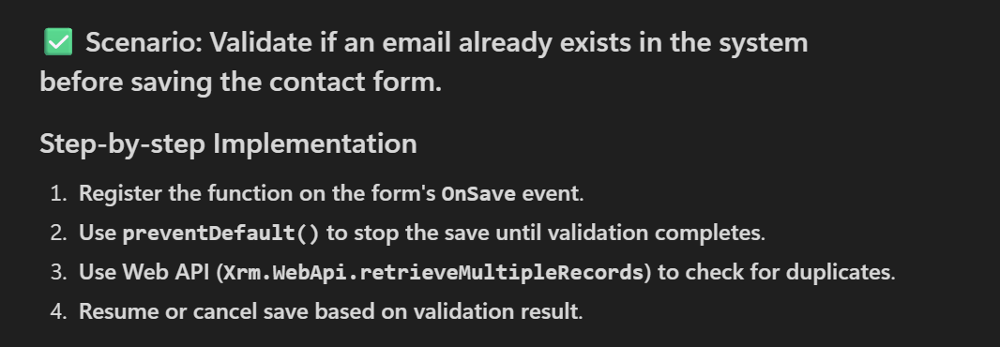 ✅ Scenario: Validate if an email already exists in the system
before saving the contact form.
Step-by-step Implementation
1. Register the function on the form's OnSave event.
2. Use preventDefault() to stop the save until validation completes.
3. Use Web API (Xrm.WebApi.retrieveMultipleRecords) to check for duplicates.
4. Resume or cancel save based on validation result.